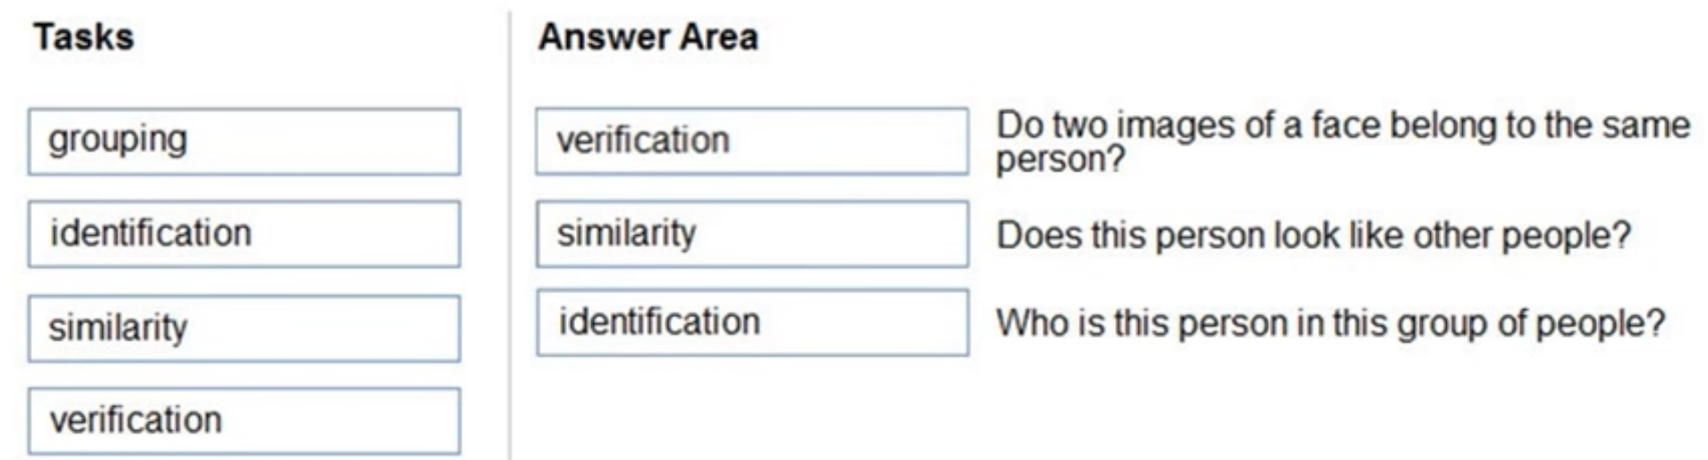 Tasks
grouping
identification
similarity
verification
Answer Area
verification
Do two images of a face belong to the same
person?
similarity
Does this person look like other people?
identification
Who is this person in this group of people?